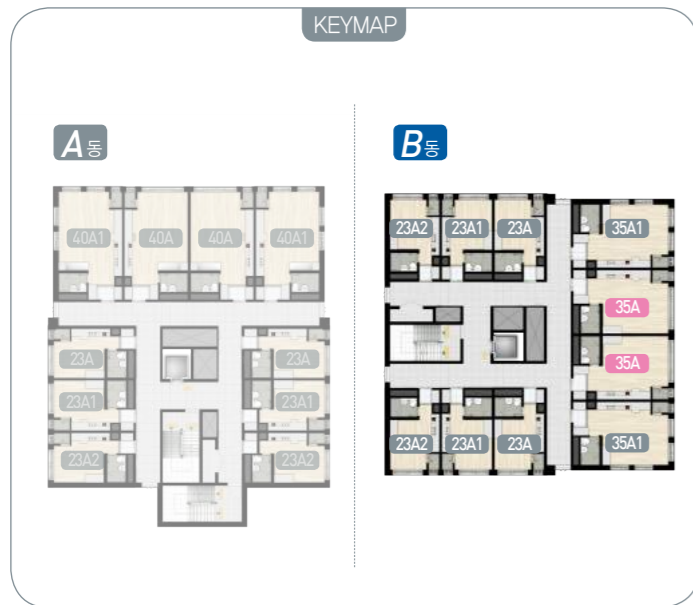 KEYMAP
A동
40A1 40A 40A 40A1
23A 23A
23A1 23A1
23A2 23A2
B동
23A2 23A1 23A 35A1
35A
35A
23A2 23A1 23A 35A1